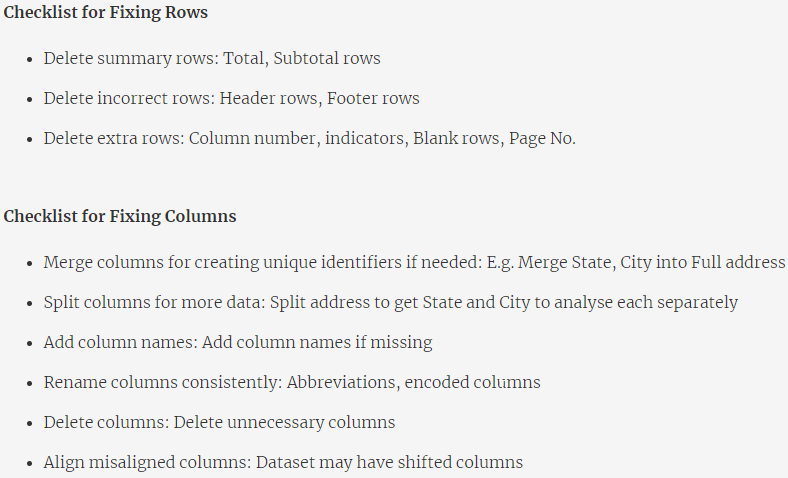 Checklist for Fixing Rows
• Delete summary rows: Total, Subtotal rows
• Delete incorrect rows: Header rows, Footer rows
• Delete extra rows: Column number, indicators, Blank rows, Page No.
Checklist for Fixing Columns
• Merge columns for creating unique identifiers if needed: E.g. Merge State, City into Full address
• Split columns for more data: Split address to get State and City to analyse each separately
• Add column names: Add column names if missing
• Rename columns consistently: Abbreviations, encoded columns
• Delete columns: Delete unnecessary columns
• Align misaligned columns: Dataset may have shifted columns